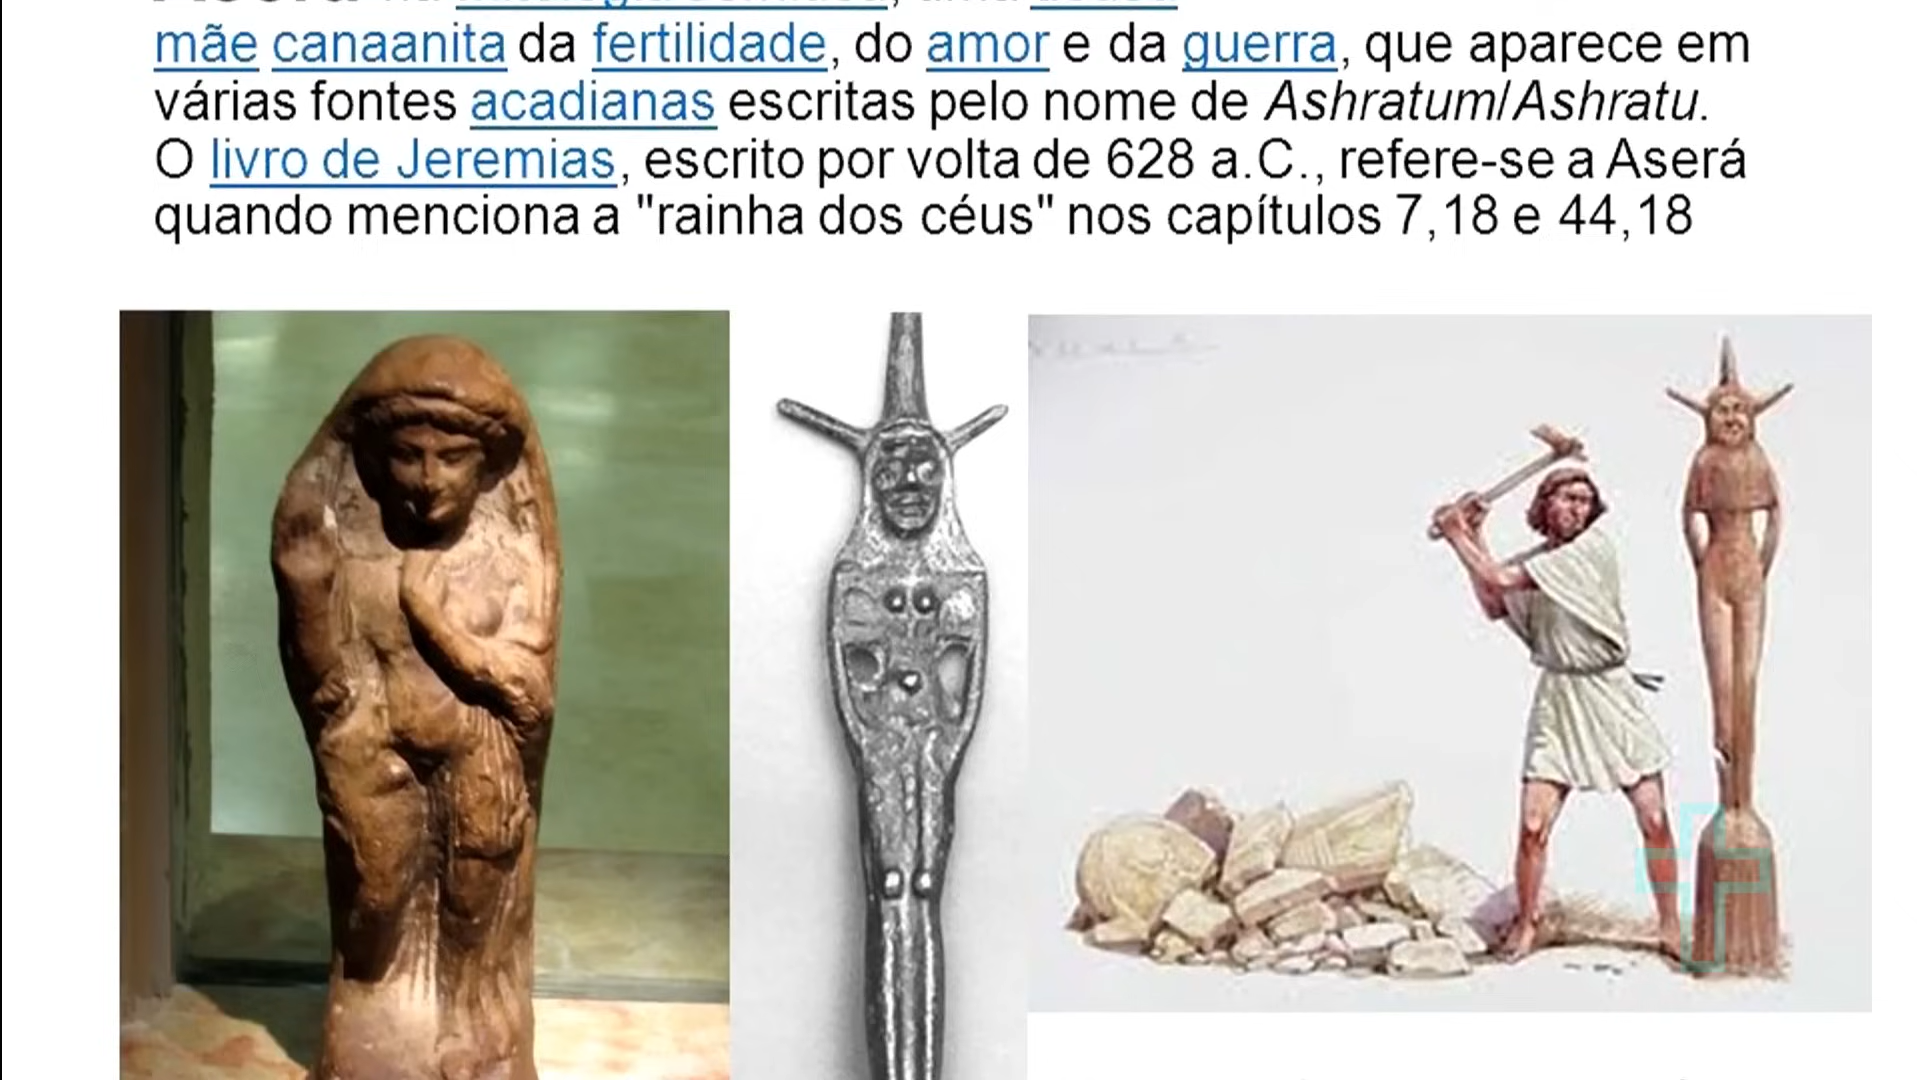 mãe canaanita da fertilidade, do amor e da guerra, que aparece em
várias fontes acadianas escritas pelo nome de Ashratum/Ashratu.
O livro de Jeremias, escrito por volta de 628 a.C., refere-se a Aserá
quando menciona a "rainha dos céus" nos capítulos 7,18 e 44,18